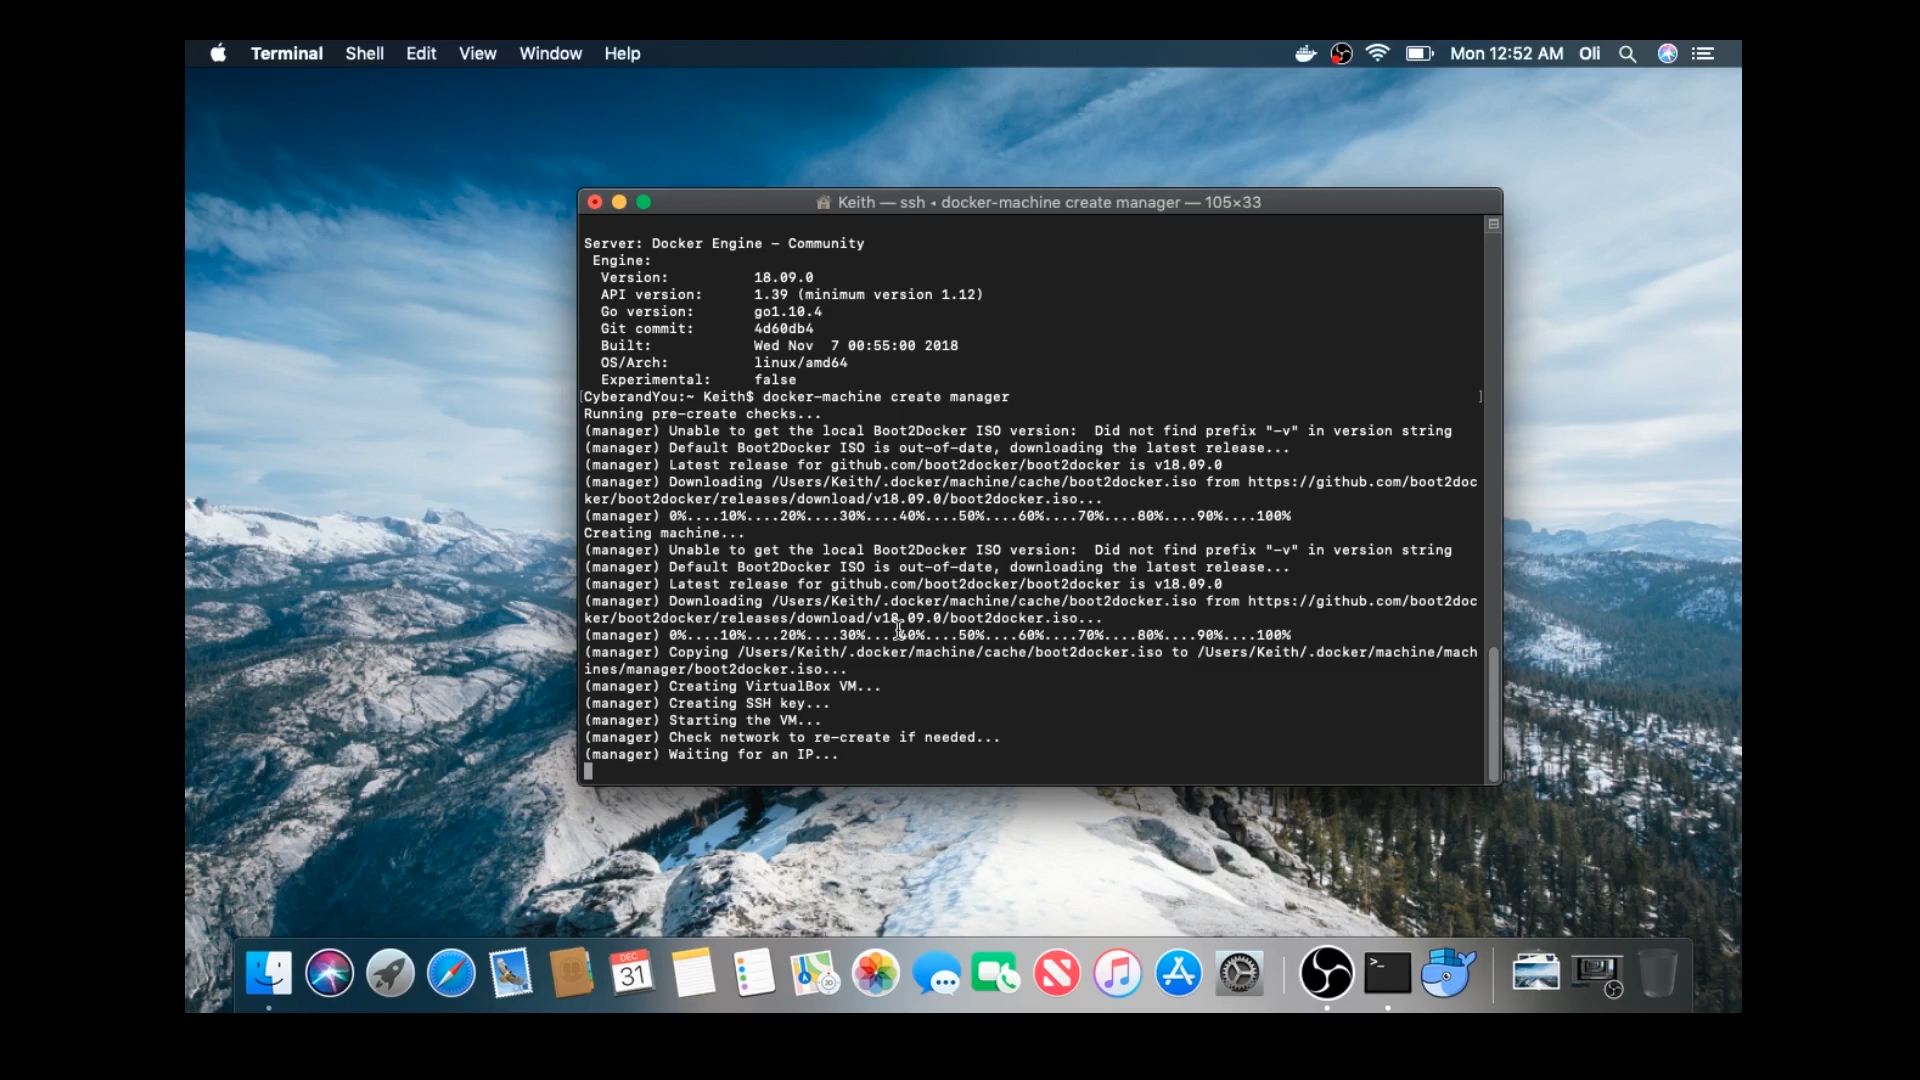 Terminal Shell Edit View Window Help Mon 12:52 AM Oli
Keith — ssh ◂ docker-machine create manager — 105×33
Server: Docker Engine – Community
Engine:
Version: 18.09.0
API version: 1.39 (minimum version 1.12)
Go version: go1.10.4
Git commit: 4d60db4
Built: Wed Nov  7 00:55:00 2018
OS/Arch: linux/amd64
Experimental: false
[CyberandYou:~ Keith$ docker-machine create manager ]
Running pre-create checks...
(manager) Unable to get the local Boot2Docker ISO version:  Did not find prefix "-v" in version string
(manager) Default Boot2Docker ISO is out-of-date, downloading the latest release...
(manager) Latest release for github.com/boot2docker/boot2docker is v18.09.0
(manager) Downloading /Users/Keith/.docker/machine/cache/boot2docker.iso from https://github.com/boot2doc
ker/boot2docker/releases/download/v18.09.0/boot2docker.iso...
(manager) 0%....10%....20%....30%....40%....50%....60%....70%....80%....90%....100%
Creating machine...
(manager) Unable to get the local Boot2Docker ISO version:  Did not find prefix "-v" in version string
(manager) Default Boot2Docker ISO is out-of-date, downloading the latest release...
(manager) Latest release for github.com/boot2docker/boot2docker is v18.09.0
(manager) Downloading /Users/Keith/.docker/machine/cache/boot2docker.iso from https://github.com/boot2doc
ker/boot2docker/releases/download/v18.09.0/boot2docker.iso...
(manager) 0%....10%....20%....30%....40%....50%....60%....70%....80%....90%....100%
(manager) Copying /Users/Keith/.docker/machine/cache/boot2docker.iso to /Users/Keith/.docker/machine/mach
ines/manager/boot2docker.iso...
(manager) Creating VirtualBox VM...
(manager) Creating SSH key...
(manager) Starting the VM...
(manager) Check network to re-create if needed...
(manager) Waiting for an IP...
DEC
31
3D
>_